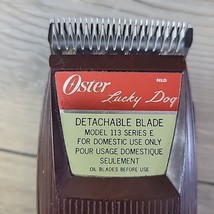 Oster
Lucky Dog
DETACHABLE BLADE
MODEL 113 SERIES E
FOR DOMESTIC USE ONLY
POUR USAGE DOMESTIQUE
SEULEMENT
OIL BLADES BEFORE USE